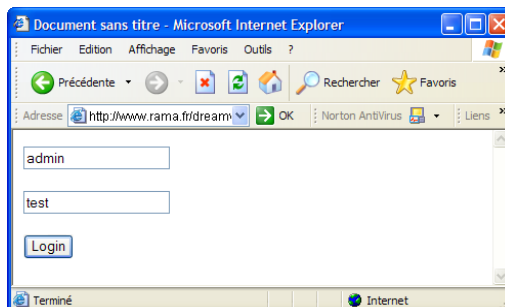 Document sans titre - Microsoft Internet Explorer
Fichier Edition Affichage Favoris Outils ?
Précédente Rechercher Favoris
Adresse http://www.rama.fr/dream OK Norton AntiVirus Liens
admin
test
Login
Terminé Internet